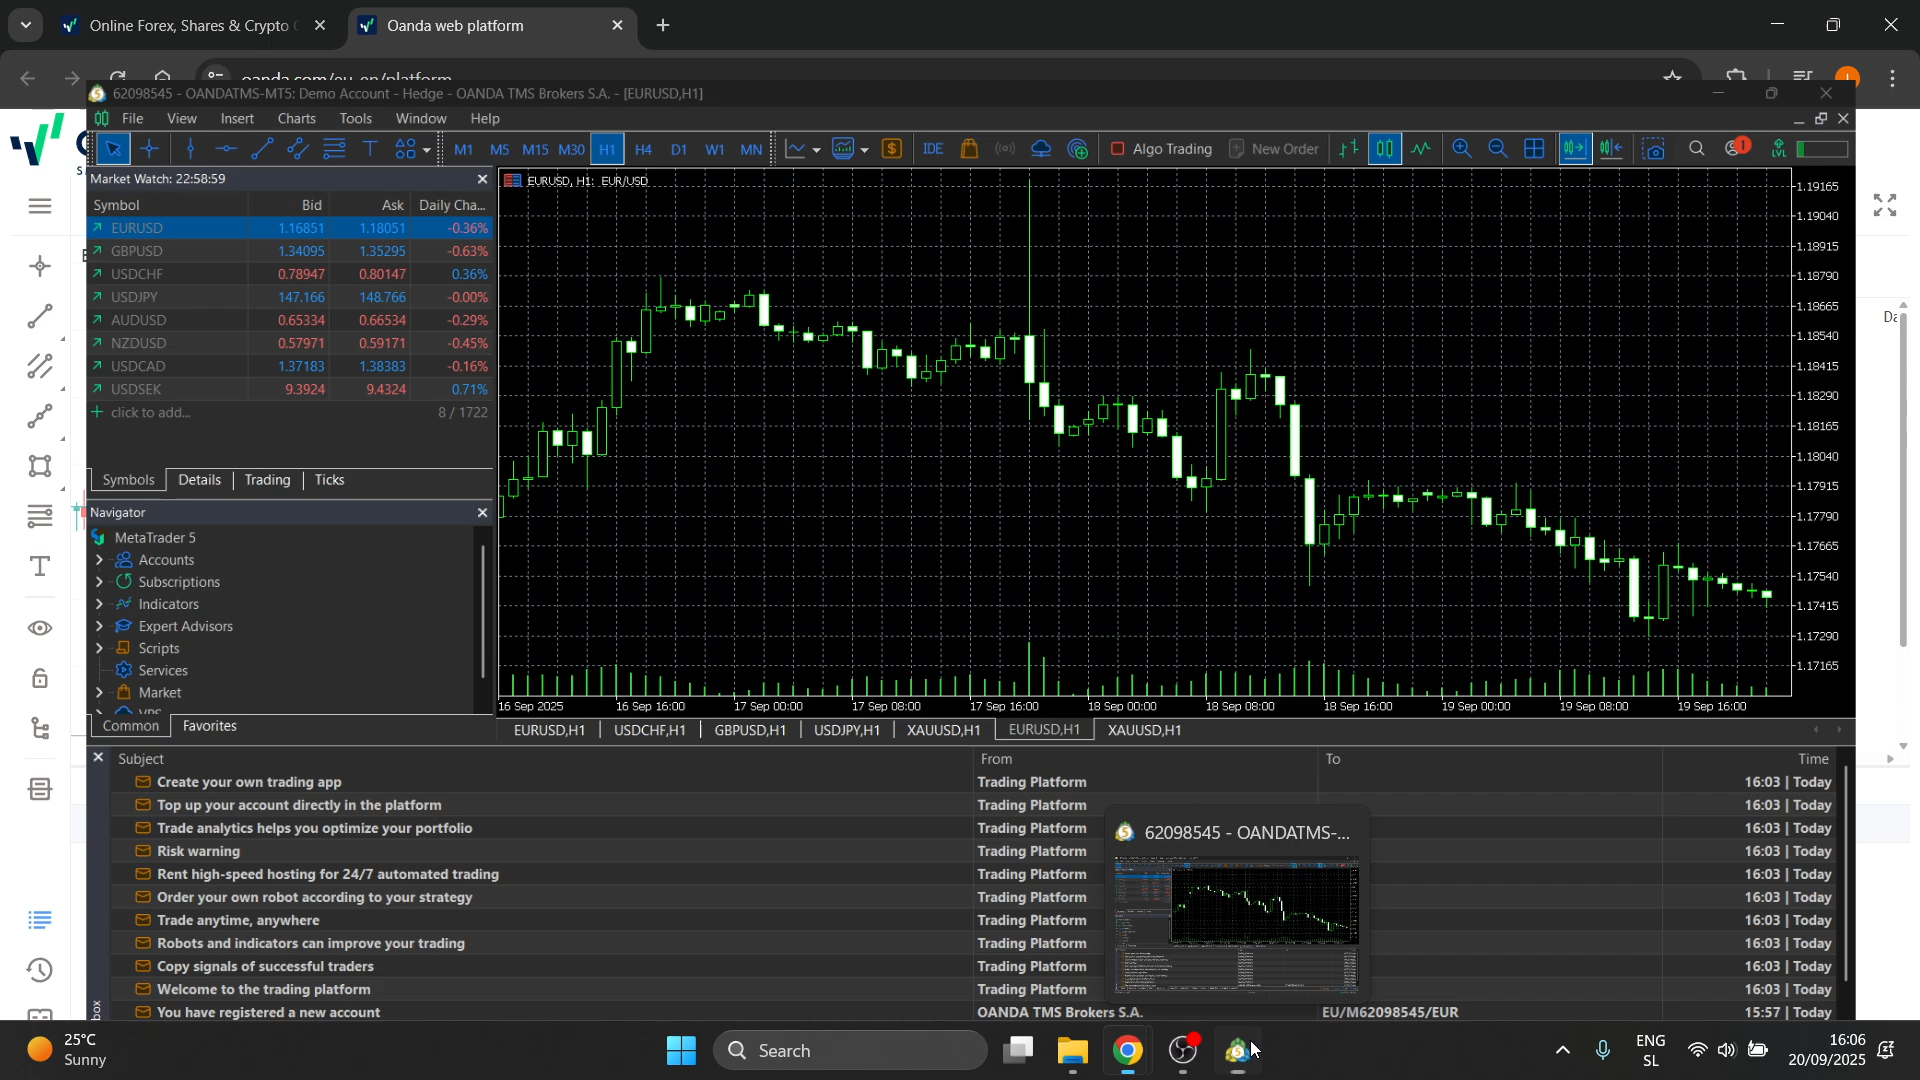 Online Forex, Shares & Crypto
Oanda web platform
oanda.com/eu-en/platform
62098545 - OANDATMS-MT5: Demo Account - Hedge - OANDA TMS Brokers S.A. - [EURUSD,H1]
File View Insert Charts Tools Window Help
M1 M5 M15 M30 H1 H4 D1 W1 MN IDE Algo Trading New Order 1 LVL
Market Watch: 22:58:59
Symbol Bid Ask Daily Cha...
EURUSD 1.16851 1.18051 -0.36%
GBPUSD 1.34095 1.35295 -0.63%
USDCHF 0.78947 0.80147 0.36%
USDJPY 147.166 148.766 -0.00%
AUDUSD 0.65334 0.66534 -0.29%
NZDUSD 0.57971 0.59171 -0.45%
USDCAD 1.37183 1.38383 -0.16%
USDSEK 9.3924 9.4324 0.71%
click to add... 8 / 1722
Symbols Details Trading Ticks
Navigator
MetaTrader 5
Accounts
Subscriptions
Indicators
Expert Advisors
Scripts
Services
Market
VPS
Common Favorites
EURUSD, H1: EUR/USD
1.19165
1.19040
1.18915
1.18790
1.18665
1.18540
1.18415
1.18290
1.18165
1.18040
1.17915
1.17790
1.17665
1.17540
1.17415
1.17290
1.17165
16 Sep 2025 16 Sep 16:00 17 Sep 00:00 17 Sep 08:00 17 Sep 16:00 18 Sep 00:00 18 Sep 08:00 18 Sep 16:00 19 Sep 00:00 19 Sep 08:00 19 Sep 16:00
EURUSD,H1 USDCHF,H1 GBPUSD,H1 USDJPY,H1 XAUUSD,H1 EURUSD,H1 XAUUSD,H1
Subject From To Time
Create your own trading app Trading Platform 16:03 | Today
Top up your account directly in the platform Trading Platform 16:03 | Today
Trade analytics helps you optimize your portfolio Trading Platform 16:03 | Today
Risk warning Trading Platform 16:03 | Today
Rent high-speed hosting for 24/7 automated trading Trading Platform 16:03 | Today
Order your own robot according to your strategy Trading Platform 16:03 | Today
Trade anytime, anywhere Trading Platform 16:03 | Today
Robots and indicators can improve your trading Trading Platform 16:03 | Today
Copy signals of successful traders Trading Platform 16:03 | Today
Welcome to the trading platform Trading Platform 16:03 | Today
You have registered a new account OANDA TMS Brokers S.A. EU/M62098545/EUR 15:57 | Today
62098545 - OANDATMS-...
25°C
Sunny
Search
ENG
SL
16:06
20/09/2025